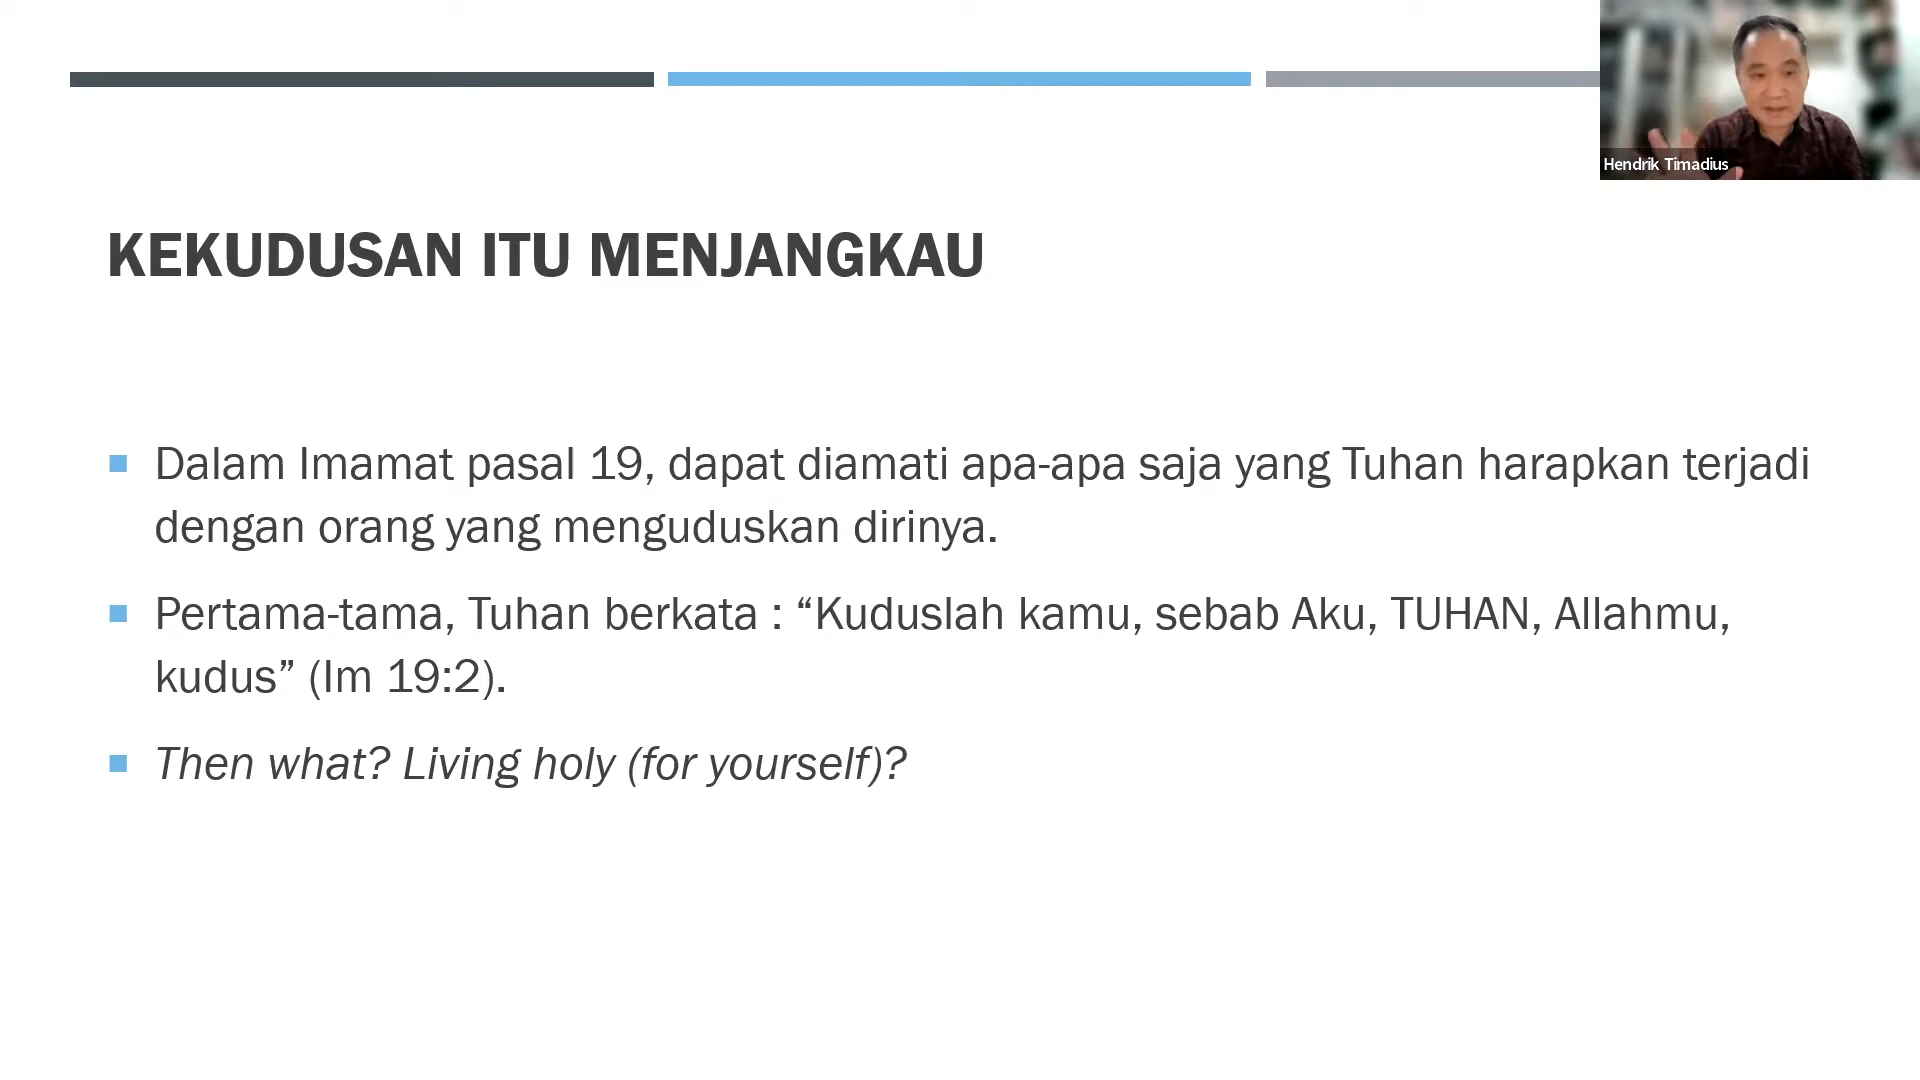 Hendrik Timadius
KEKUDUSAN ITU MENJANGKAU
Dalam Imamat pasal 19, dapat diamati apa-apa saja yang Tuhan harapkan terjadi
dengan orang yang menguduskan dirinya.
Pertama-tama, Tuhan berkata : “Kuduslah kamu, sebab Aku, TUHAN, Allahmu,
kudus” (Im 19:2).
Then what? Living holy (for yourself)?